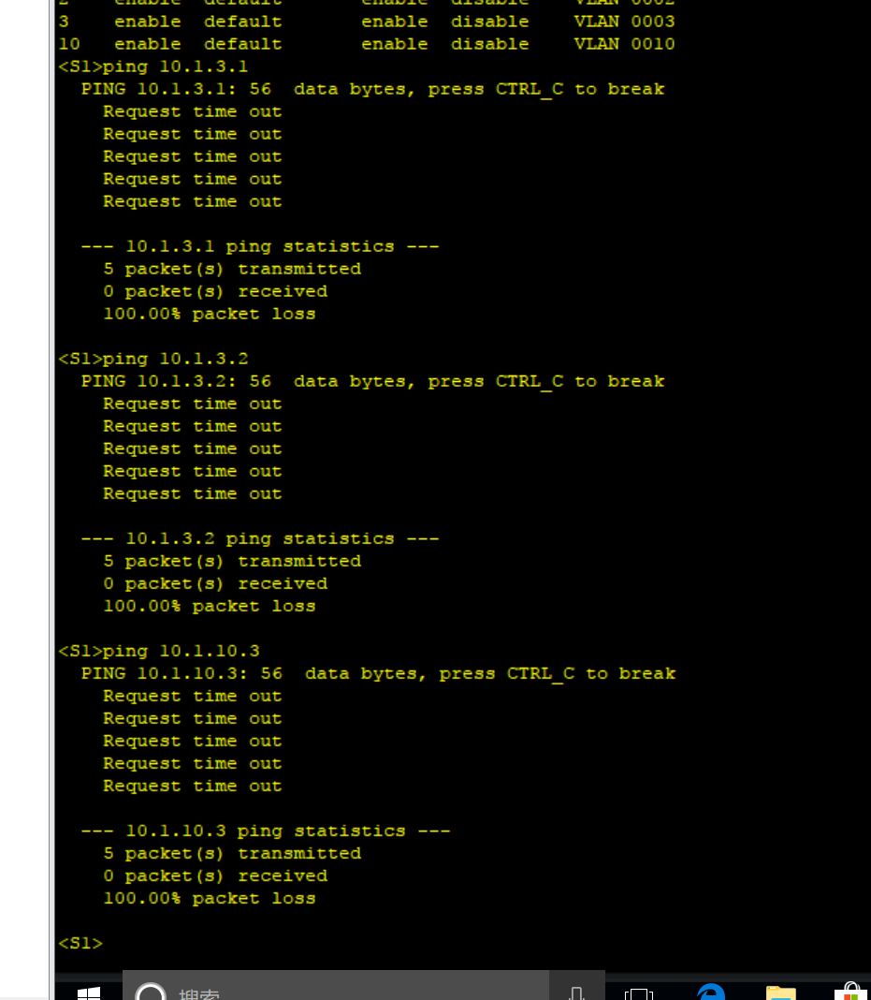 2 enable default enable disable VLAN 0002
3 enable default enable disable VLAN 0003
10 enable default enable disable VLAN 0010
<S1>ping 10.1.3.1
PING 10.1.3.1: 56 data bytes, press CTRL_C to break
Request time out
Request time out
Request time out
Request time out
Request time out
--- 10.1.3.1 ping statistics ---
5 packet(s) transmitted
0 packet(s) received
100.00% packet loss
<S1>ping 10.1.3.2
PING 10.1.3.2: 56 data bytes, press CTRL_C to break
Request time out
Request time out
Request time out
Request time out
Request time out
--- 10.1.3.2 ping statistics ---
5 packet(s) transmitted
0 packet(s) received
100.00% packet loss
<S1>ping 10.1.10.3
PING 10.1.10.3: 56 data bytes, press CTRL_C to break
Request time out
Request time out
Request time out
Request time out
Request time out
--- 10.1.10.3 ping statistics ---
5 packet(s) transmitted
0 packet(s) received
100.00% packet loss
<S1>
搜索